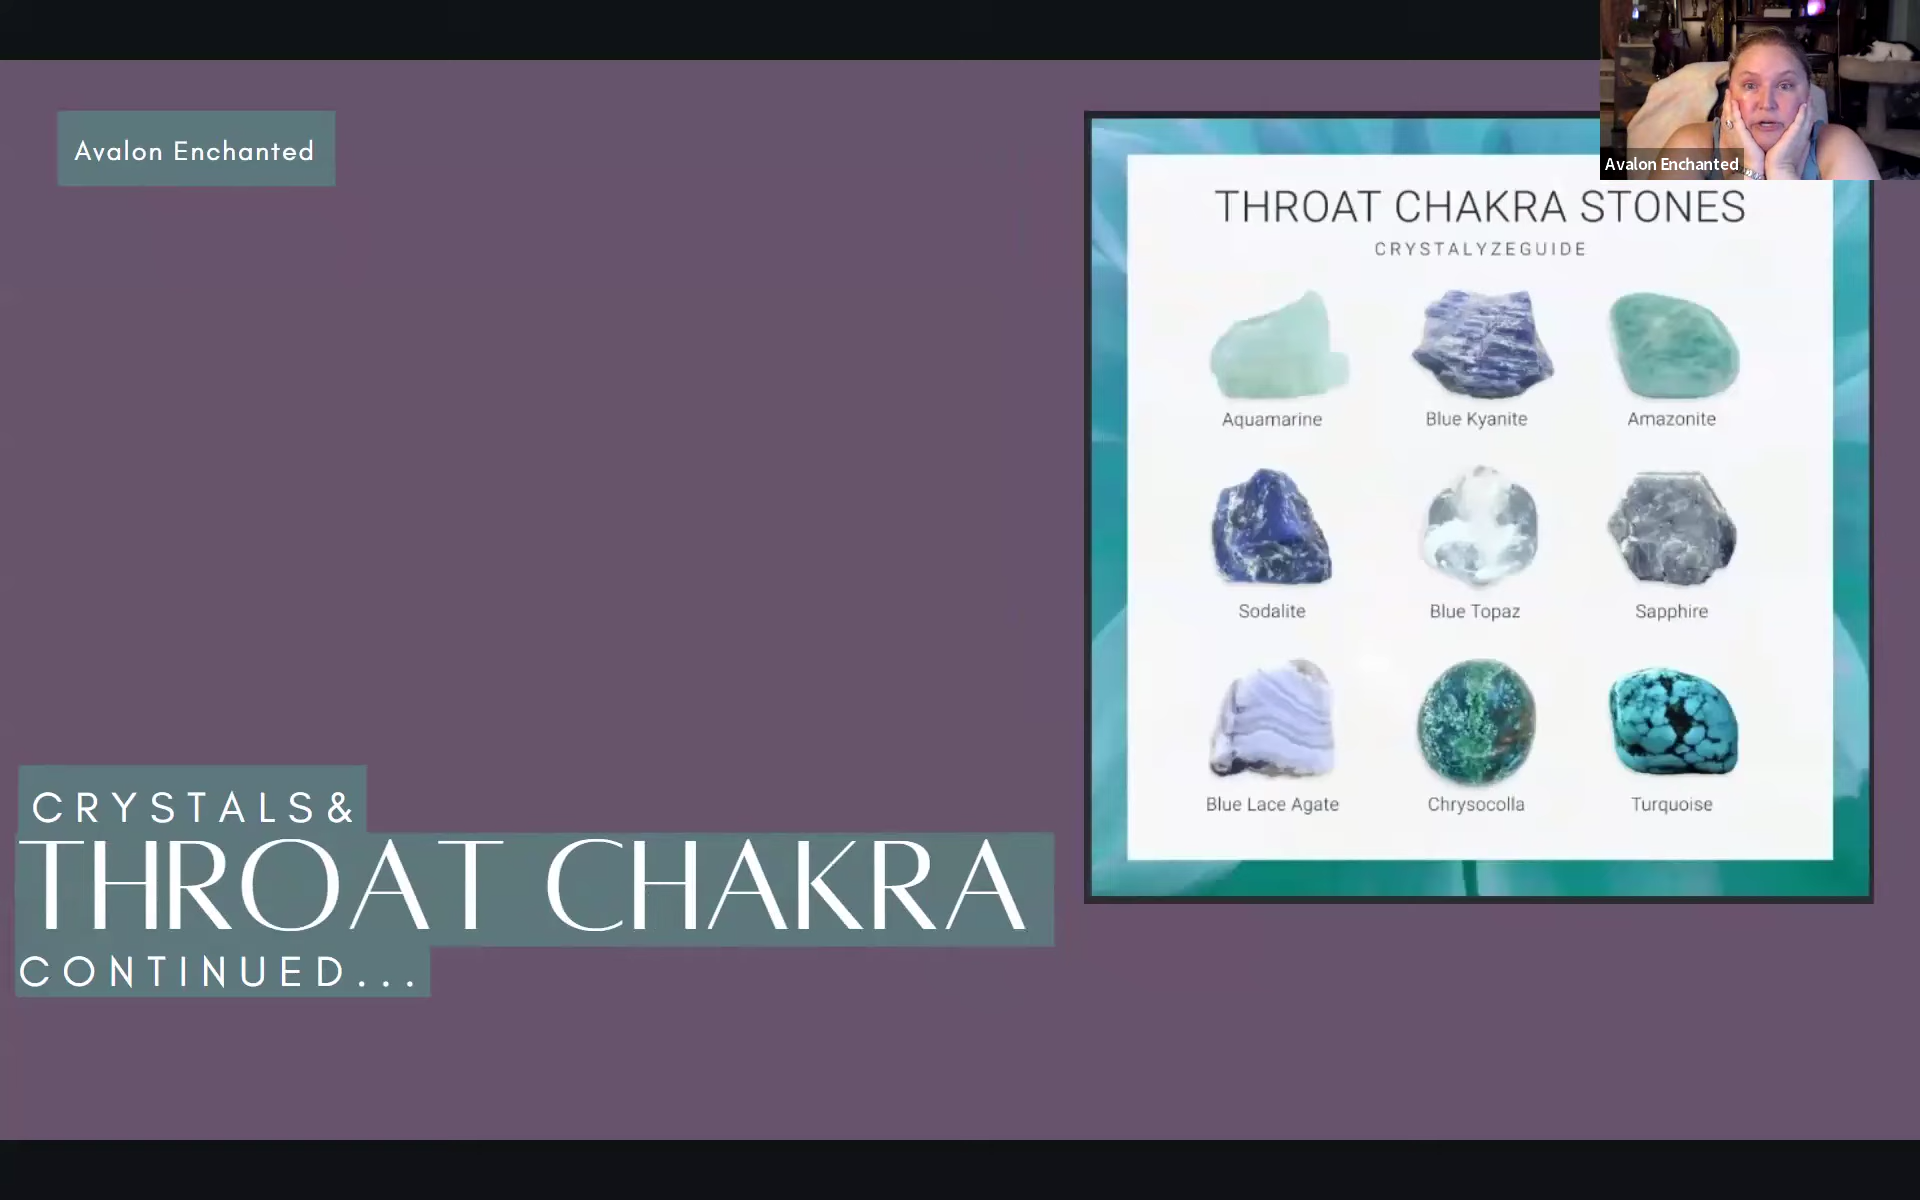 Avalon Enchanted
Avalon Enchanted
THROAT CHAKRA STONES
CRYSTALYZEGUIDE
Aquamarine
Blue Kyanite
Amazonite
Sodalite
Blue Topaz
Sapphire
Blue Lace Agate
Chrysocolla
Turquoise
CRYSTALS&
THROAT CHAKRA
CONTINUED...